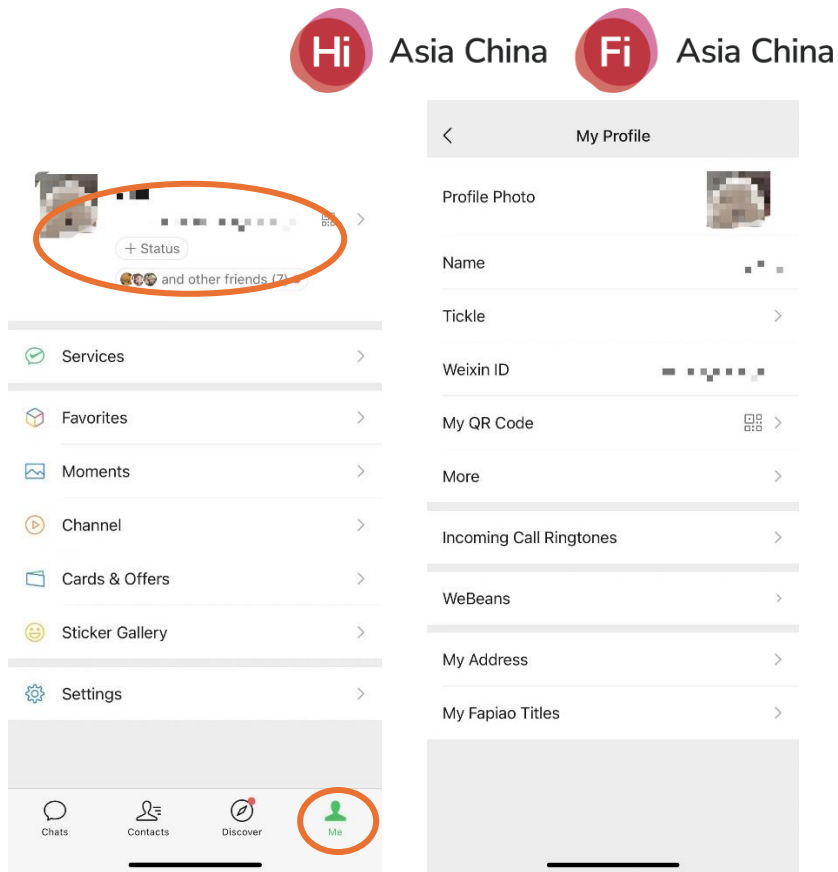 Hi Asia China Fi Asia China
+ Status
and other friends (7)
Services
Favorites
Moments
Channel
Cards & Offers
Sticker Gallery
Settings
Chats Contacts Discover Me
My Profile
Profile Photo
Name
Tickle
Weixin ID
My QR Code
More
Incoming Call Ringtones
WeBeans
My Address
My Fapiao Titles